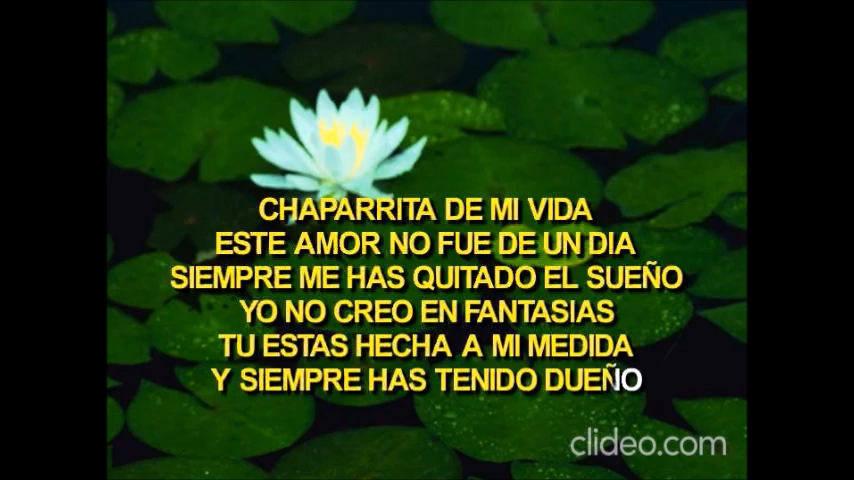 CHAPARRITA DE MI VIDA
ESTE AMOR NO FUE DE UN DIA
SIEMPRE ME HAS QUITADO EL SUEÑO
YO NO CREO EN FANTASIAS
TU ESTAS HECHA A MI MEDIDA
Y SIEMPRE HAS TENIDO DUEÑO
clideo.com